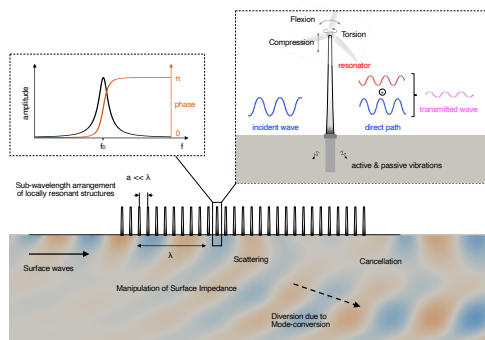 Flexion
Torsion
Compression
resonator
incident wave
direct path
transmitted wave
active & passive vibrations
amplitude
π
phase
0
f₀
f
a << λ
Sub-wavelength arrangement
of locally resonant structures
λ
Surface waves
Scattering
Cancellation
Manipulation of Surface Impedance
Diversion due to
Mode-conversion